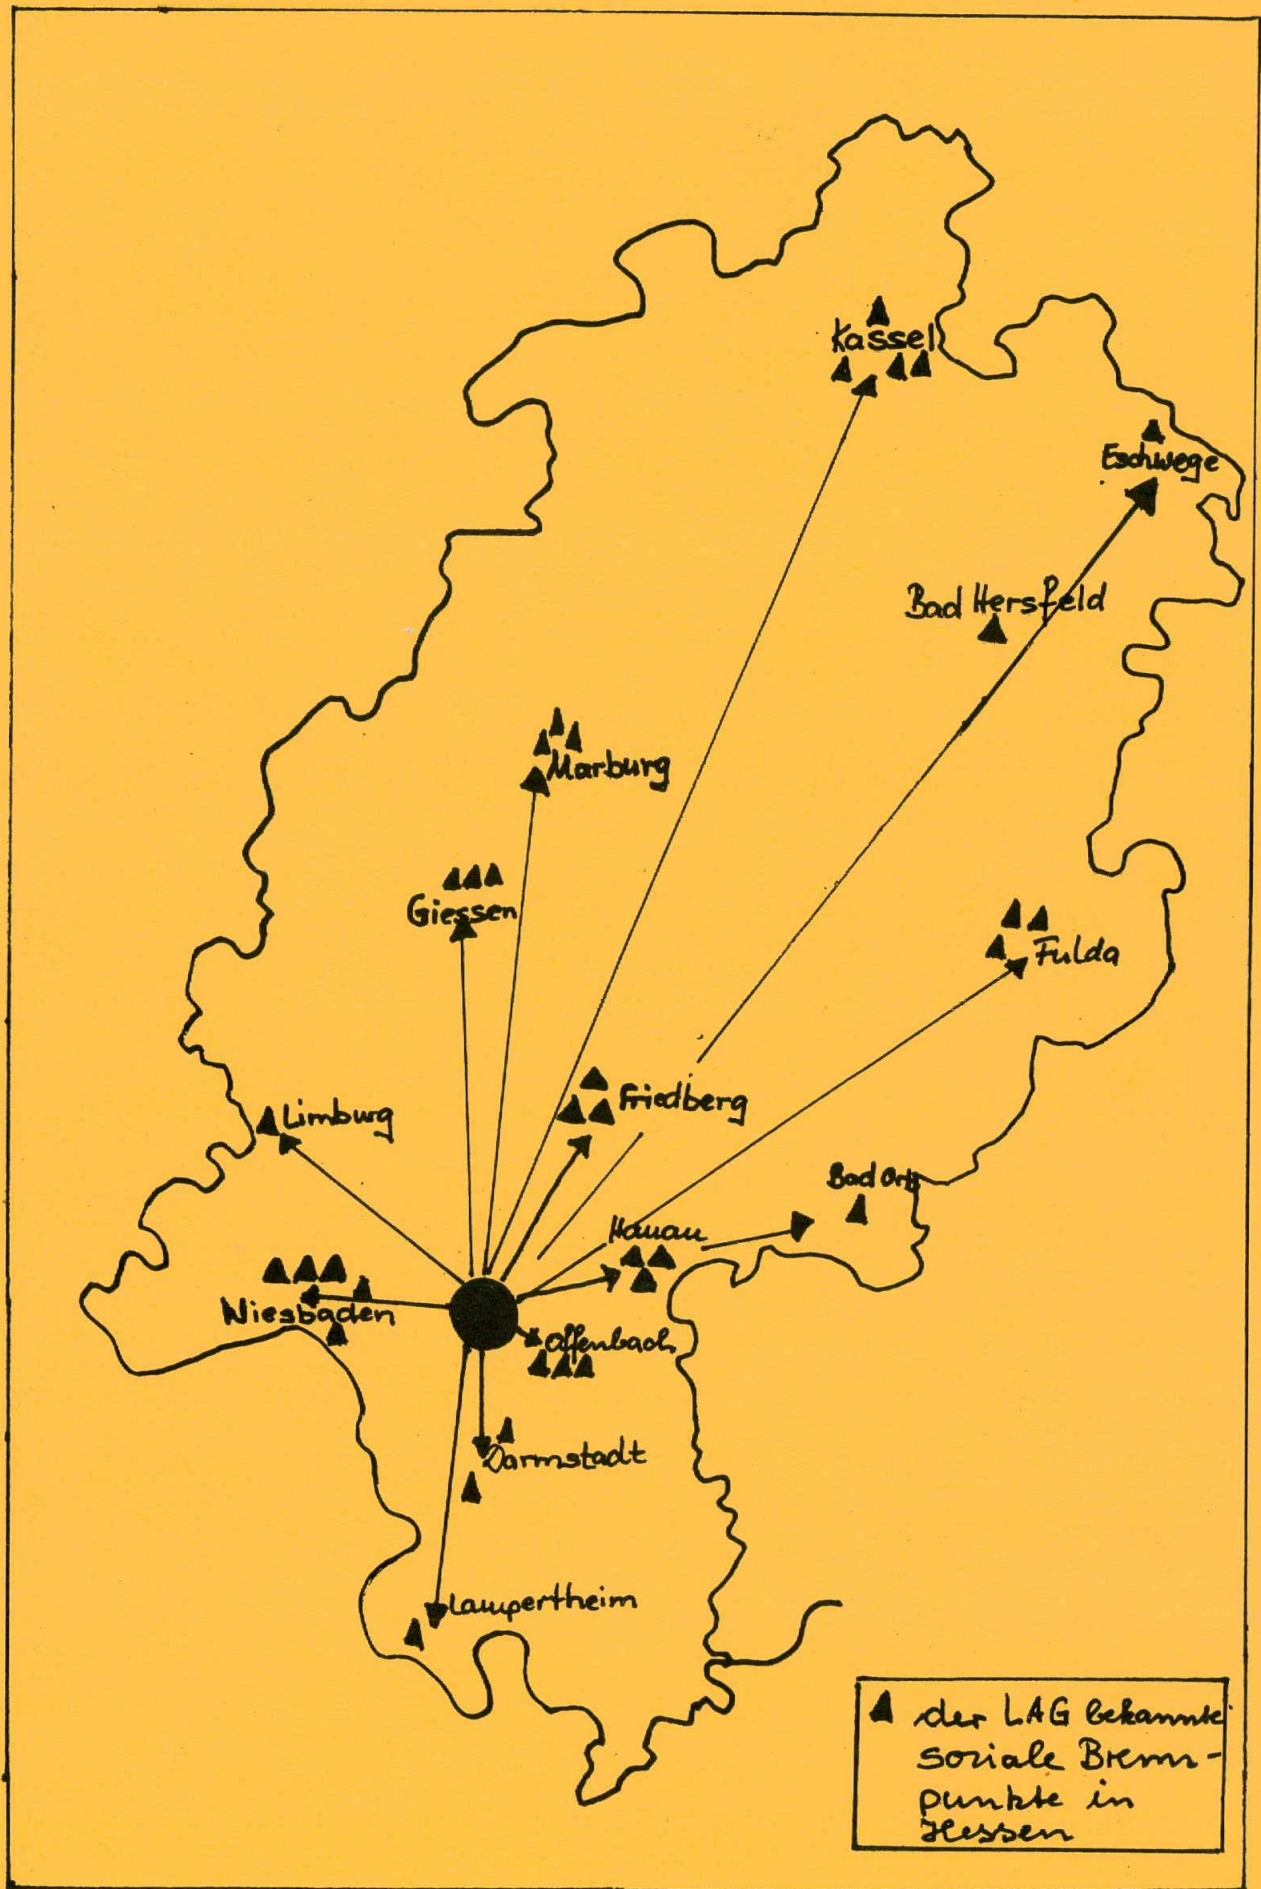 Kassel
Eschwege
Bad Hersfeld
Marburg
Giessen
Fulda
Friedberg
Limburg
Bad Orb
Hanau
Wiesbaden
Offenbach
Darmstadt
Lampertheim
der LAG bekannte
soziale Brenn-
punkte in
Hessen